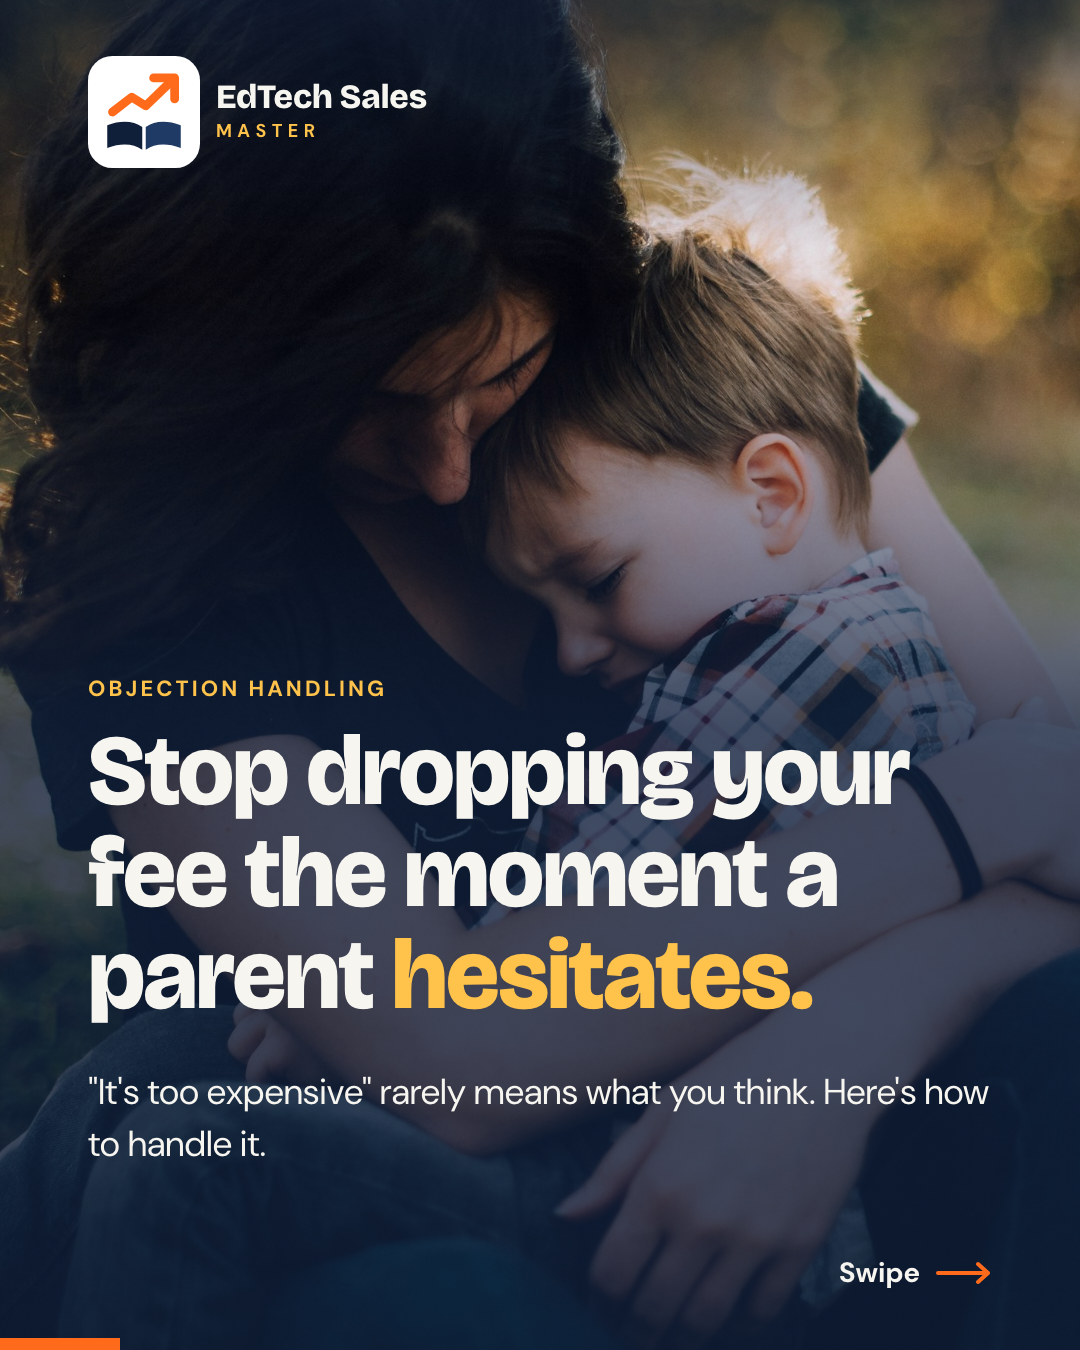 EdTech Sales
MASTER
OBJECTION HANDLING
Stop dropping your
fee the moment a
parent hesitates.
"It's too expensive" rarely means what you think. Here's how
to handle it.
Swipe